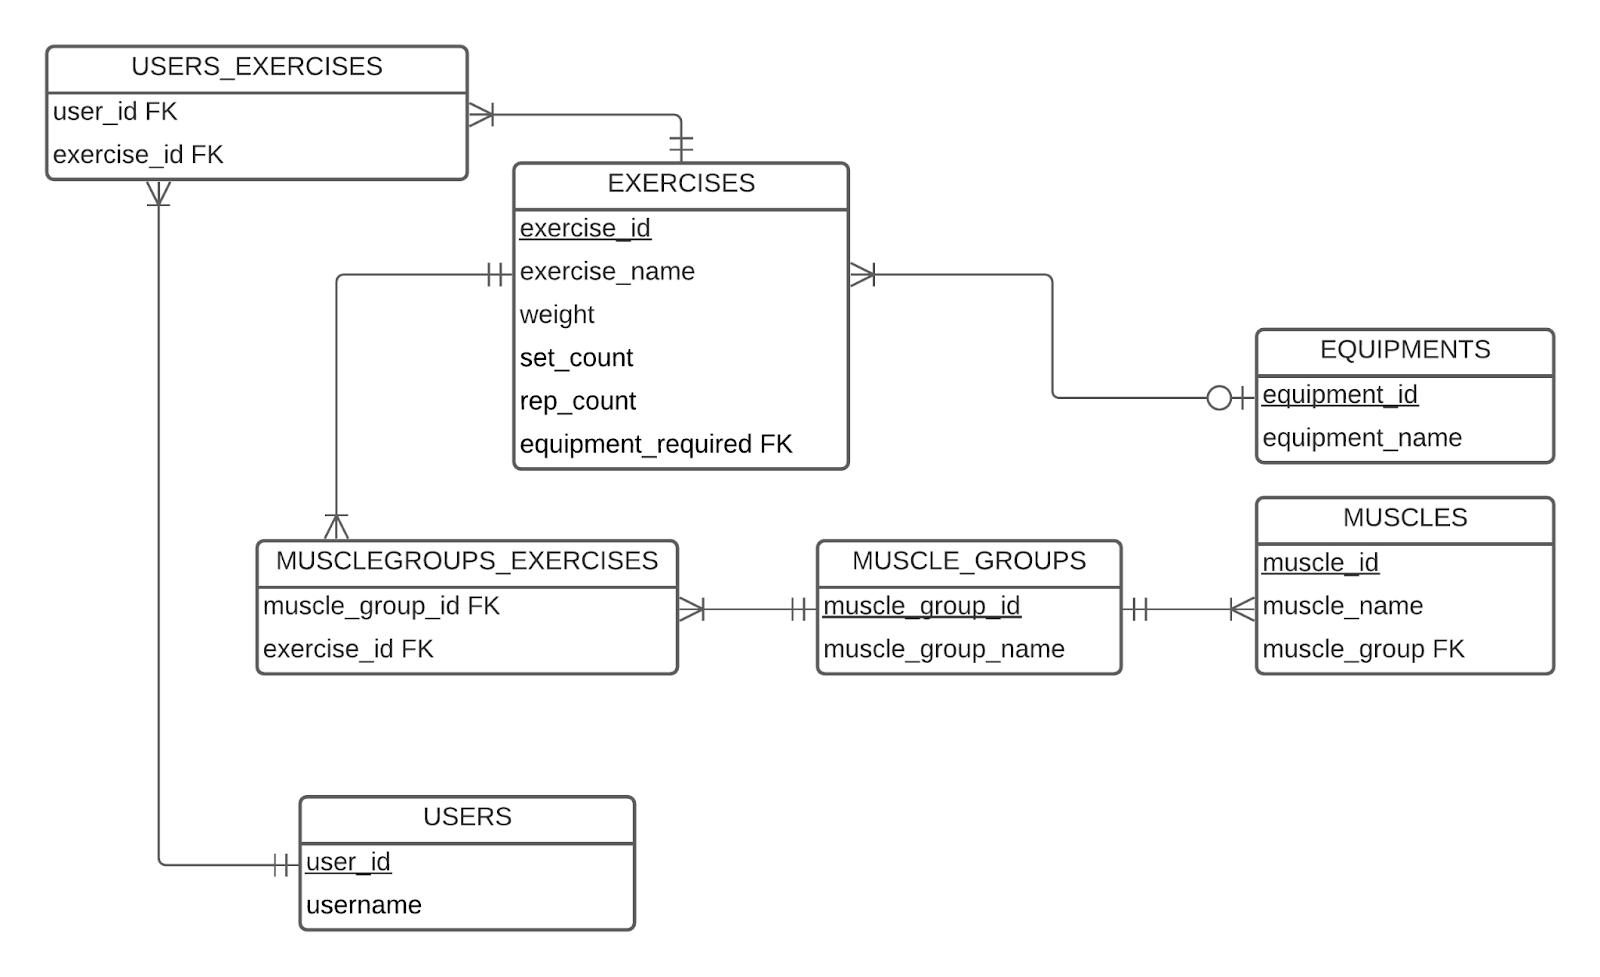 USERS_EXERCISES
user_id FK
exercise_id FK
EXERCISES
exercise_id
exercise_name
weight
set_count
rep_count
equipment_required FK
EQUIPMENTS
equipment_id
equipment_name
MUSCLEGROUPS_EXERCISES
muscle_group_id FK
exercise_id FK
MUSCLE_GROUPS
muscle_group_id
muscle_group_name
MUSCLES
muscle_id
muscle_name
muscle_group FK
USERS
user_id
username